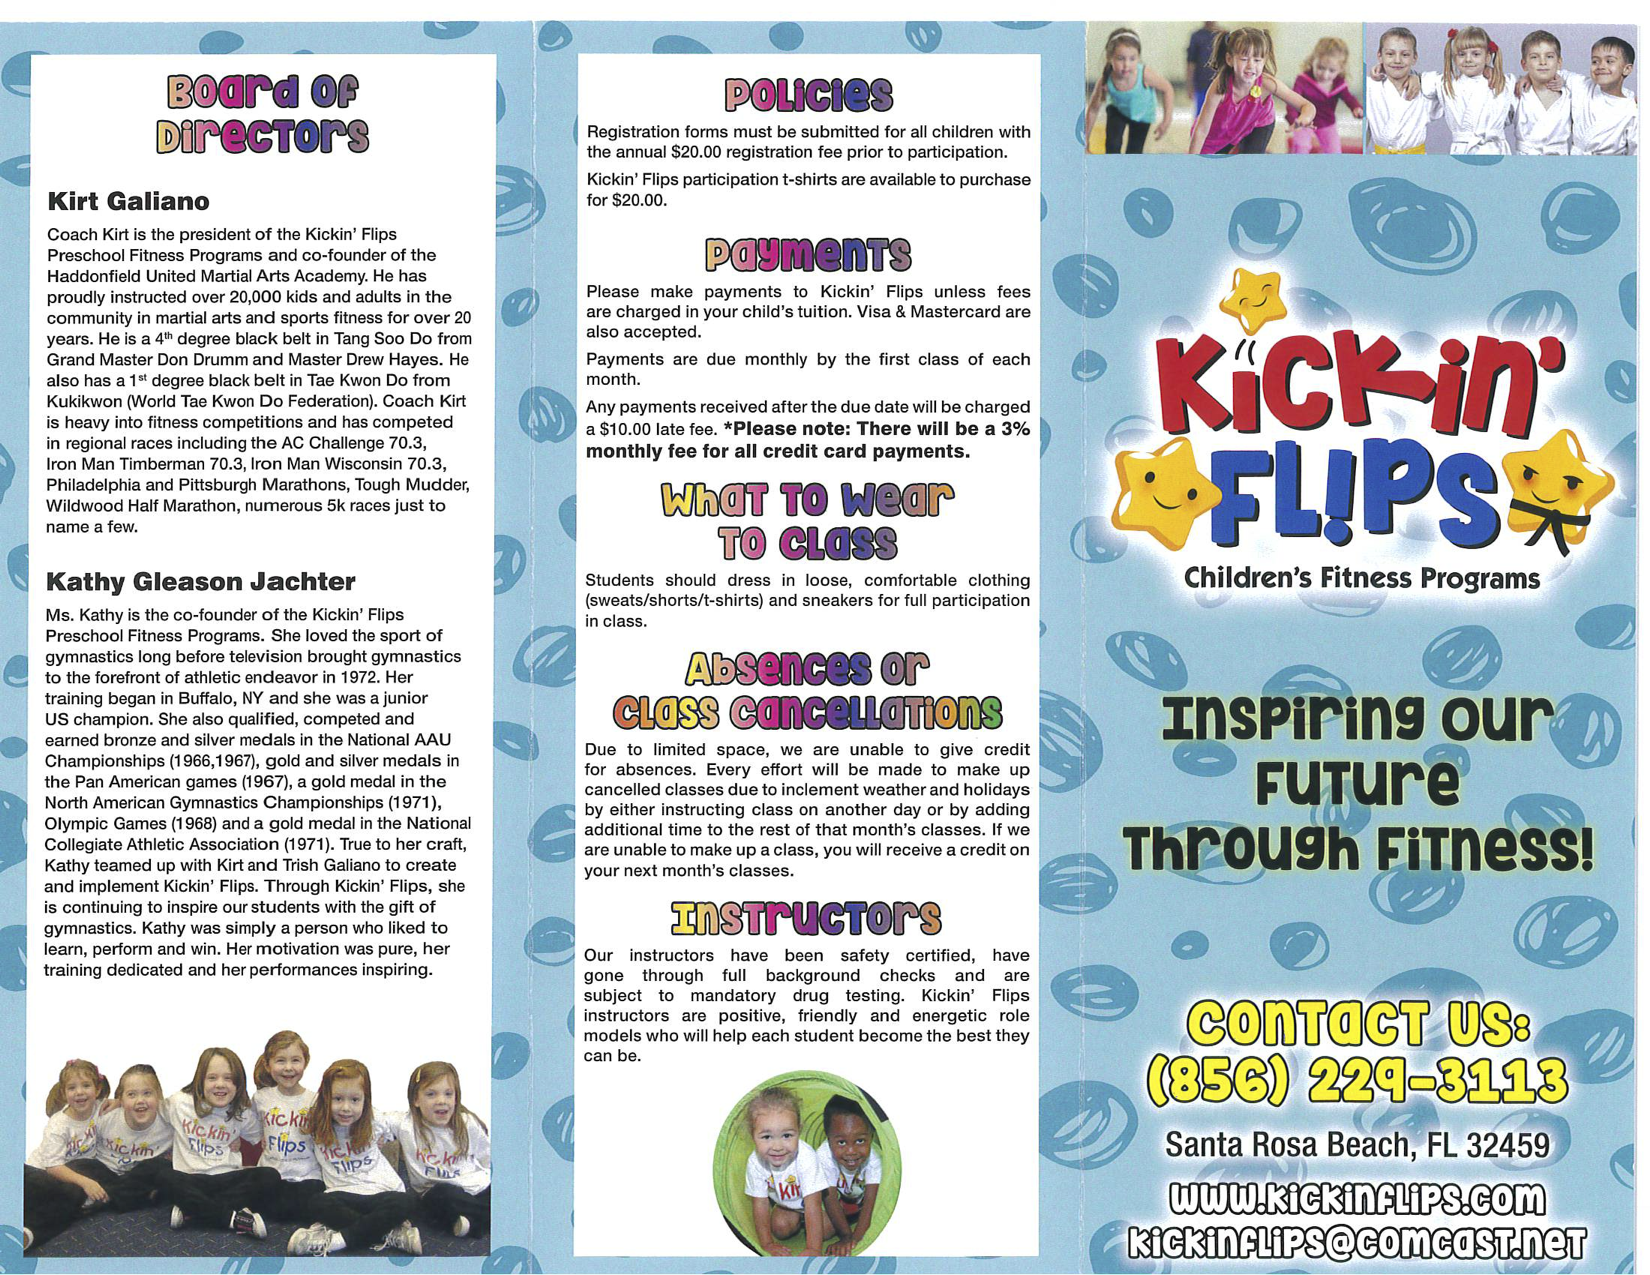 Board of
Directors
Kirt Galiano
Coach Kirt is the president of the Kickin' Flips
Preschool Fitness Programs and co-founder of the
Haddonfield United Martial Arts Academy. He has
proudly instructed over 20,000 kids and adults in the
community in martial arts and sports fitness for over 20
years. He is a 4th degree black belt in Tang Soo Do from
Grand Master Don Drumm and Master Drew Hayes. He
also has a 1st degree black belt in Tae Kwon Do from
Kukikwon (World Tae Kwon Do Federation). Coach Kirt
is heavy into fitness competitions and has competed
in regional races including the AC Challenge 70.3,
Iron Man Timberman 70.3, Iron Man Wisconsin 70.3,
Philadelphia and Pittsburgh Marathons, Tough Mudder,
Wildwood Half Marathon, numerous 5k races just to
name a few.
Kathy Gleason Jachter
Ms. Kathy is the co-founder of the Kickin' Flips
Preschool Fitness Programs. She loved the sport of
gymnastics long before television brought gymnastics
to the forefront of athletic endeavor in 1972. Her
training began in Buffalo, NY and she was a junior
US champion. She also qualified, competed and
earned bronze and silver medals in the National AAU
Championships (1966,1967), gold and silver medals in
the Pan American games (1967), a gold medal in the
North American Gymnastics Championships (1971),
Olympic Games (1968) and a gold medal in the National
Collegiate Athletic Association (1971). True to her craft,
Kathy teamed up with Kirt and Trish Galiano to create
and implement Kickin' Flips. Through Kickin' Flips, she
is continuing to inspire our students with the gift of
gymnastics. Kathy was simply a person who liked to
learn, perform and win. Her motivation was pure, her
training dedicated and her performances inspiring.
Kickin'
Flips
Kickin
Flips
Policies
Registration forms must be submitted for all children with
the annual $20.00 registration fee prior to participation.
Kickin' Flips participation t-shirts are available to purchase
for $20.00.
Payments
Please make payments to Kickin' Flips unless fees
are charged in your child's tuition. Visa & Mastercard are
also accepted.
Payments are due monthly by the first class of each
month.
Any payments received after the due date will be charged
a $10.00 late fee. *Please note: There will be a 3%
monthly fee for all credit card payments.
What to Wear
to Class
Students should dress in loose, comfortable clothing
(sweats/shorts/t-shirts) and sneakers for full participation
in class.
Absences or
Class Cancellations
Due to limited space, we are unable to give credit
for absences. Every effort will be made to make up
cancelled classes due to inclement weather and holidays
by either instructing class on another day or by adding
additional time to the rest of that month's classes. If we
are unable to make up a class, you will receive a credit on
your next month's classes.
Instructors
Our instructors have been safety certified, have
gone through full background checks and are
subject to mandatory drug testing. Kickin' Flips
instructors are positive, friendly and energetic role
models who will help each student become the best they
can be.
Kickin'
Fl!ps
Children's Fitness Programs
Inspiring our
Future
Through Fitness!
Contact Us:
(856) 229-3113
Santa Rosa Beach, FL 32459
www.kickinflips.com
kickinflips@comcast.net